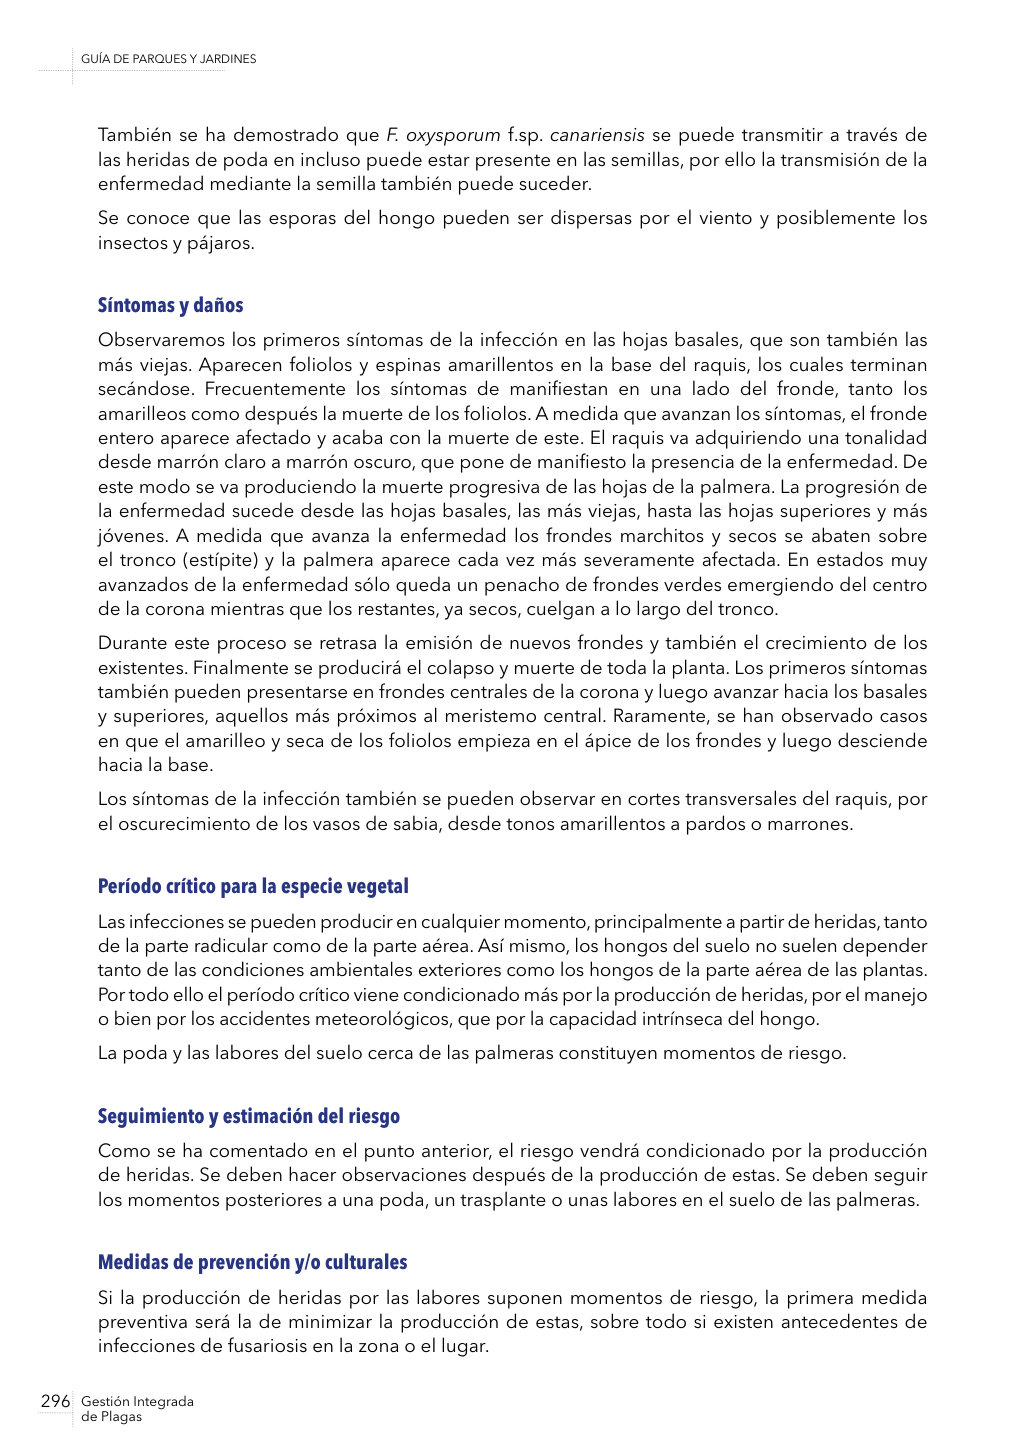 GUÍA DE PARQUES Y JARDINES
También se ha demostrado que F. oxysporum f.sp. canariensis se puede transmitir a través de
las heridas de poda en incluso puede estar presente en las semillas, por ello la transmisión de la
enfermedad mediante la semilla también puede suceder.
Se conoce que las esporas del hongo pueden ser dispersas por el viento y posiblemente los
insectos y pájaros.
Síntomas y daños
Observaremos los primeros síntomas de la infección en las hojas basales, que son también las
más viejas. Aparecen foliolos y espinas amarillentos en la base del raquis, los cuales terminan
secándose. Frecuentemente los síntomas de manifiestan en una lado del fronde, tanto los
amarilleos como después la muerte de los foliolos. A medida que avanzan los síntomas, el fronde
entero aparece afectado y acaba con la muerte de este. El raquis va adquiriendo una tonalidad
desde marrón claro a marrón oscuro, que pone de manifiesto la presencia de la enfermedad. De
este modo se va produciendo la muerte progresiva de las hojas de la palmera. La progresión de
la enfermedad sucede desde las hojas basales, las más viejas, hasta las hojas superiores y más
jóvenes. A medida que avanza la enfermedad los frondes marchitos y secos se abaten sobre
el tronco (estípite) y la palmera aparece cada vez más severamente afectada. En estados muy
avanzados de la enfermedad sólo queda un penacho de frondes verdes emergiendo del centro
de la corona mientras que los restantes, ya secos, cuelgan a lo largo del tronco.
Durante este proceso se retrasa la emisión de nuevos frondes y también el crecimiento de los
existentes. Finalmente se producirá el colapso y muerte de toda la planta. Los primeros síntomas
también pueden presentarse en frondes centrales de la corona y luego avanzar hacia los basales
y superiores, aquellos más próximos al meristemo central. Raramente, se han observado casos
en que el amarilleo y seca de los foliolos empieza en el ápice de los frondes y luego desciende
hacia la base.
Los síntomas de la infección también se pueden observar en cortes transversales del raquis, por
el oscurecimiento de los vasos de sabia, desde tonos amarillentos a pardos o marrones.
Período crítico para la especie vegetal
Las infecciones se pueden producir en cualquier momento, principalmente a partir de heridas, tanto
de la parte radicular como de la parte aérea. Así mismo, los hongos del suelo no suelen depender
tanto de las condiciones ambientales exteriores como los hongos de la parte aérea de las plantas.
Por todo ello el período crítico viene condicionado más por la producción de heridas, por el manejo
o bien por los accidentes meteorológicos, que por la capacidad intrínseca del hongo.
La poda y las labores del suelo cerca de las palmeras constituyen momentos de riesgo.
Seguimiento y estimación del riesgo
Como se ha comentado en el punto anterior, el riesgo vendrá condicionado por la producción
de heridas. Se deben hacer observaciones después de la producción de estas. Se deben seguir
los momentos posteriores a una poda, un trasplante o unas labores en el suelo de las palmeras.
Medidas de prevención y/o culturales
Si la producción de heridas por las labores suponen momentos de riesgo, la primera medida
preventiva será la de minimizar la producción de estas, sobre todo si existen antecedentes de
infecciones de fusariosis en la zona o el lugar.
296 Gestión Integrada
de Plagas